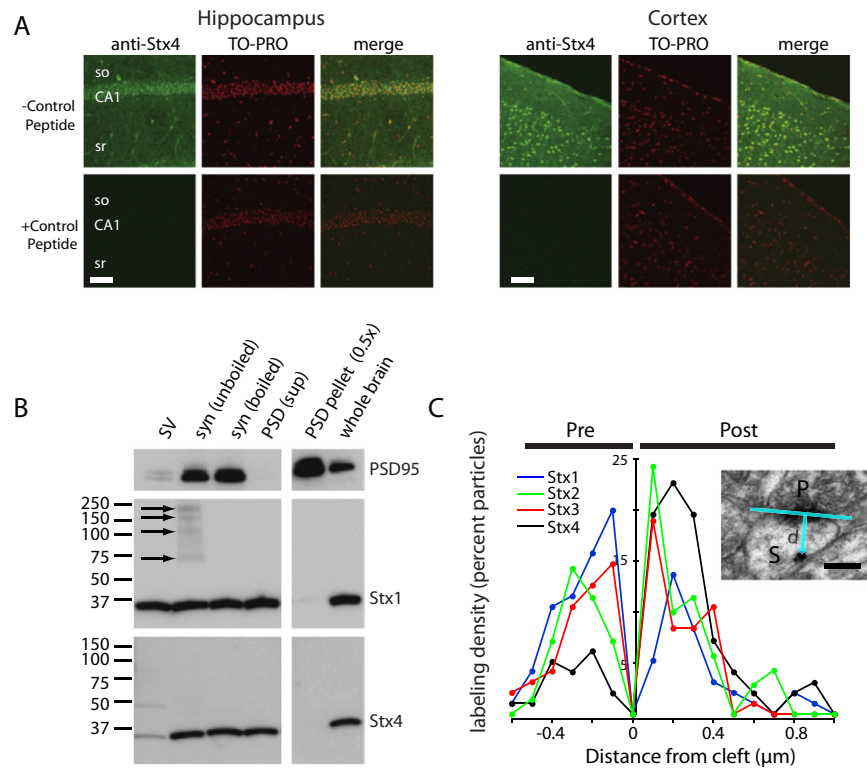 A
Hippocampus
Cortex
anti-Stx4 TO-PRO merge
anti-Stx4 TO-PRO merge
-Control
Peptide
so
CA1
sr
+Control
Peptide
so
CA1
sr
B
SV
syn (unboiled)
syn (boiled)
PSD (sup)
PSD pellet (0.5x)
whole brain
PSD95
250
150
100
75
50
37
Stx1
150
100
75
50
37
Stx4
C
Pre
Post
labeling density (percent particles)
Stx1
Stx2
Stx3
Stx4
25
15
5
P
d
S
-0.4 0 0.4 0.8
Distance from cleft (μm)